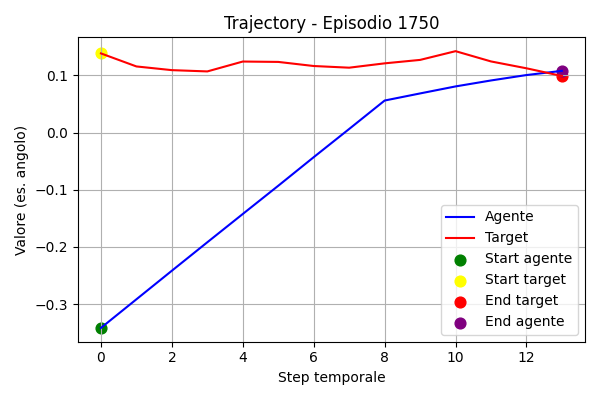 Trajectory - Episodio 1750
Valore (es. angolo)
0.1
0.0
−0.1
−0.2
−0.3
0 2 4 6 8 10 12
Step temporale
Agente
Target
Start agente
Start target
End target
End agente